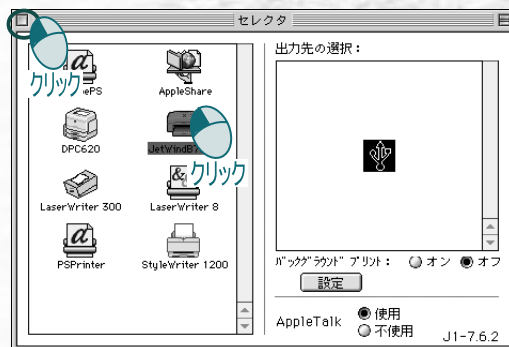 セレクタ
出力先の選択：
クリック
ePS
AppleShare
DPC620
JetWindB7
クリック
LaserWriter 300
LaserWriter 8
PSPrinter
StyleWriter 1200
ﾊﾞｯｸｸﾞﾗｳﾝﾄﾞ ﾌﾟﾘﾝﾄ： オン オフ
設定
AppleTalk
使用
不使用
J1-7.6.2